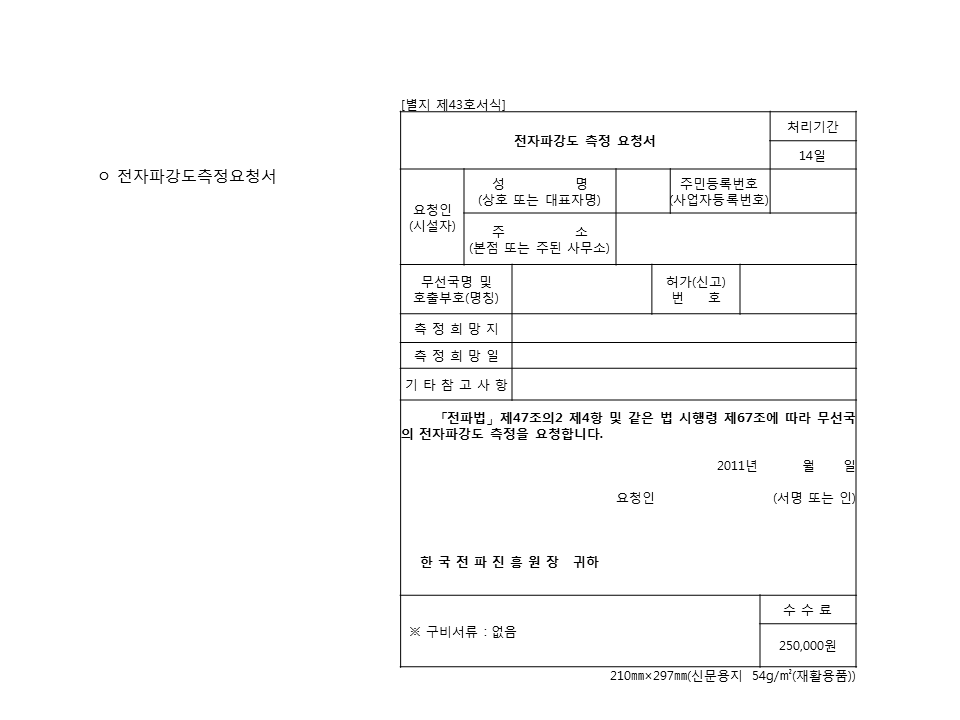 ㅇ 전자파강도측정요청서
[별지 제43호서식]
전자파강도 측정 요청서
처리기간
14일
요청인
(시설자)
성 명
(상호 또는 대표자명)
주민등록번호
(사업자등록번호)
주 소
(본점 또는 주된 사무소)
무선국명 및
호출부호(명칭)
허가(신고)
번 호
측 정 희 망 지
측 정 희 망 일
기 타 참 고 사 항
「전파법」제47조의2 제4항 및 같은 법 시행령 제67조에 따라 무선국
의 전자파강도 측정을 요청합니다.
2011년 월 일
요청인 (서명 또는 인)
한 국 전 파 진 흥 원 장 귀하
※ 구비서류 : 없음
수 수 료
250,000원
210㎜×297㎜(신문용지 54g/㎡(재활용품))